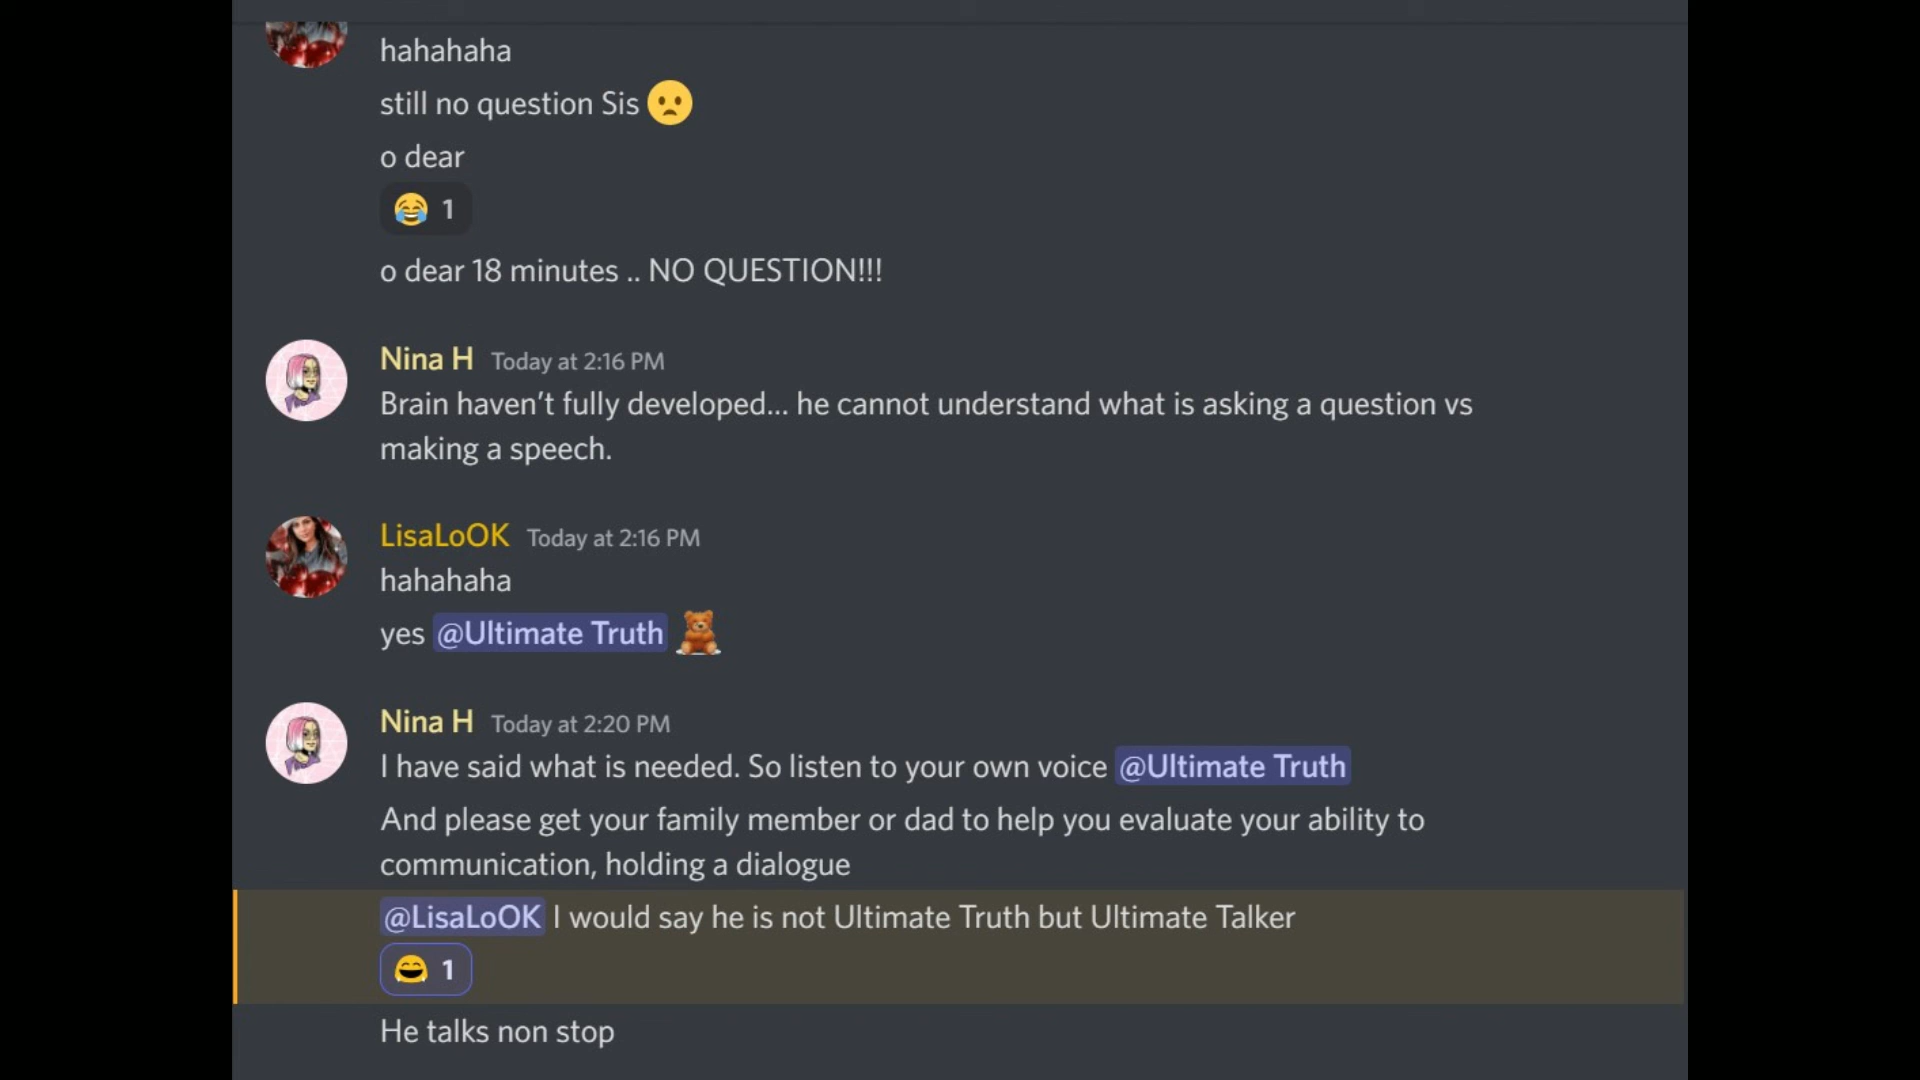 hahahaha
still no question Sis
o dear
1
o dear 18 minutes .. NO QUESTION!!!
Nina H Today at 2:16 PM
Brain haven’t fully developed... he cannot understand what is asking a question vs
making a speech.
LisaLoOK Today at 2:16 PM
hahahaha
yes @Ultimate Truth
Nina H Today at 2:20 PM
I have said what is needed. So listen to your own voice @Ultimate Truth
And please get your family member or dad to help you evaluate your ability to
communication, holding a dialogue
@LisaLoOK I would say he is not Ultimate Truth but Ultimate Talker
1
He talks non stop